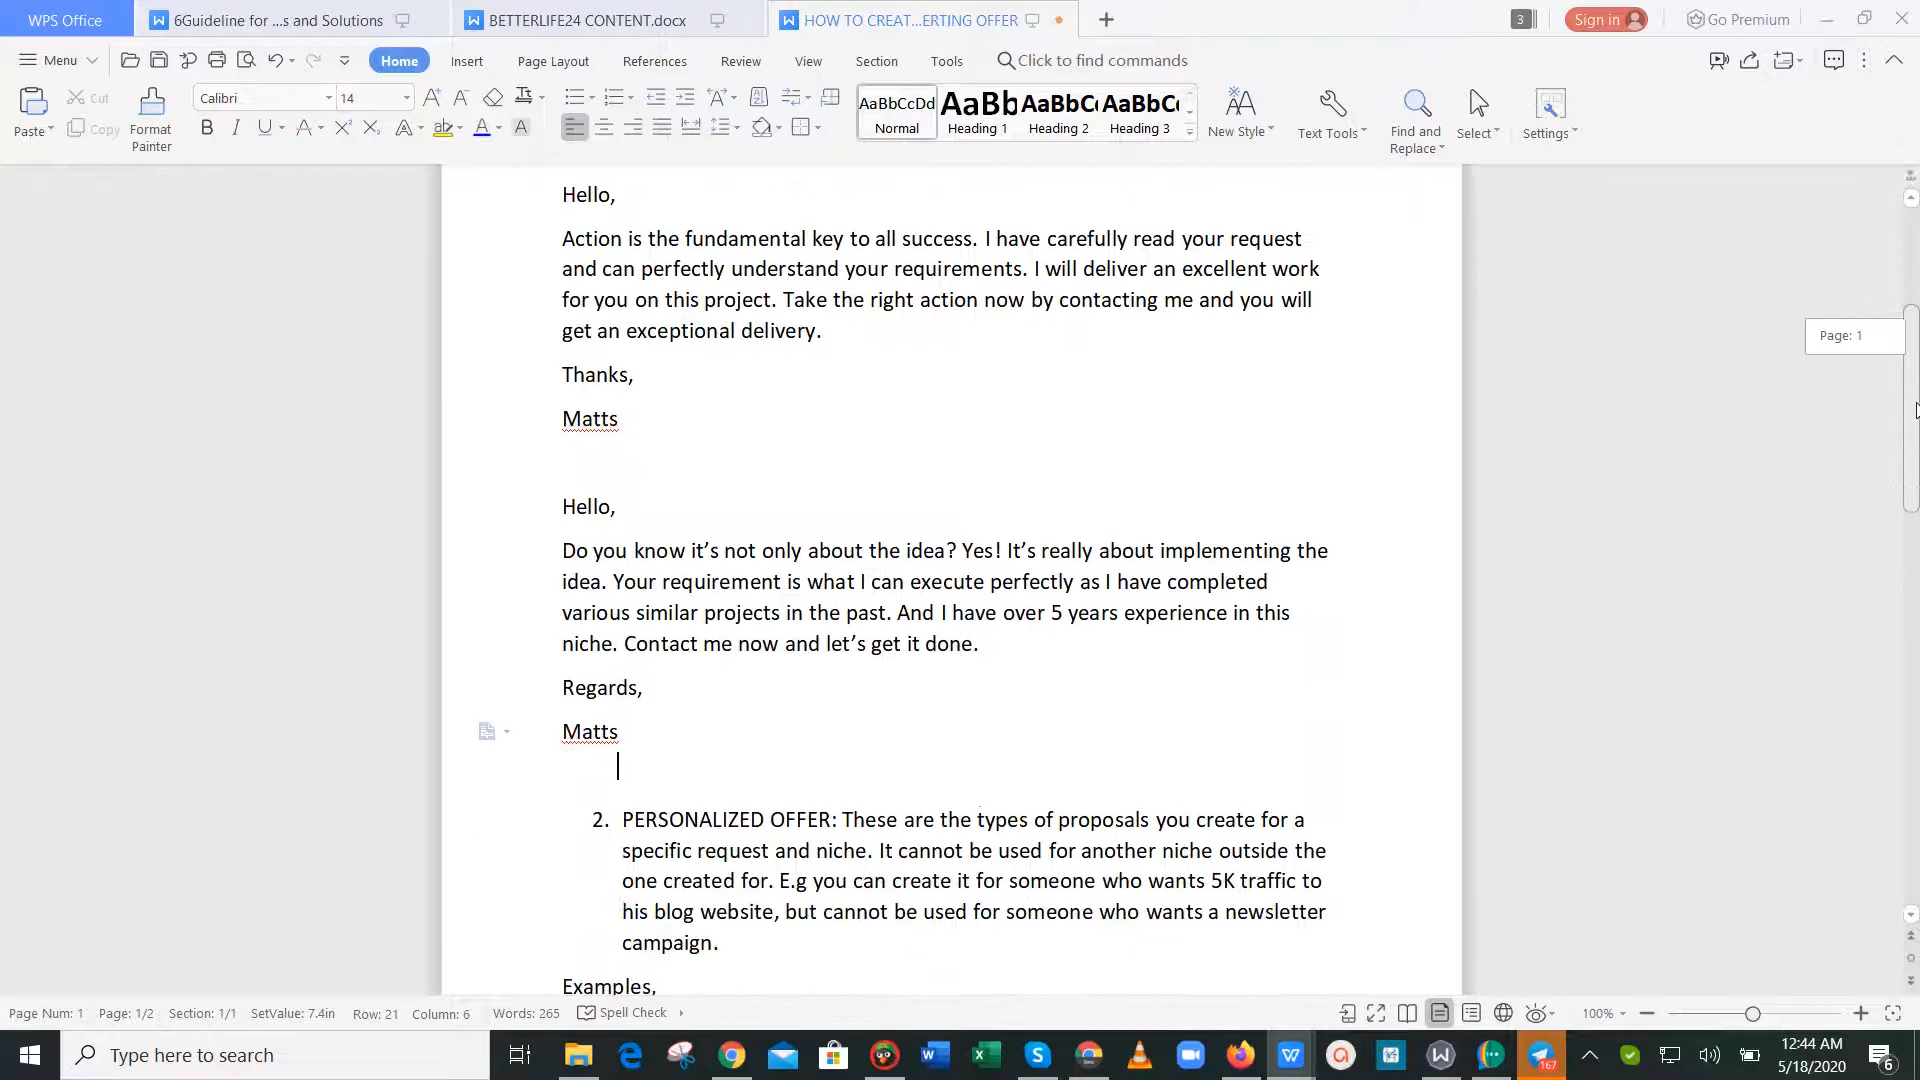 WPS Office
6Guideline for ...s and Solutions
BETTERLIFE24 CONTENT.docx
HOW TO CREAT...ERTING OFFER
3
Sign in
Go Premium
Menu
Home
Insert
Page Layout
References
Review
View
Section
Tools
Click to find commands
Paste
Cut
Copy
Format Painter
Calibri
14
AaBbCcDd
Normal
AaBb
Heading 1
AaBbC
Heading 2
AaBbC
Heading 3
New Style
Text Tools
Find and Replace
Select
Settings
Hello,
Action is the fundamental key to all success. I have carefully read your request
and can perfectly understand your requirements. I will deliver an excellent work
for you on this project. Take the right action now by contacting me and you will
get an exceptional delivery.
Thanks,
Matts
Page: 1
Hello,
Do you know it’s not only about the idea? Yes! It’s really about implementing the
idea. Your requirement is what I can execute perfectly as I have completed
various similar projects in the past. And I have over 5 years experience in this
niche. Contact me now and let’s get it done.
Regards,
Matts
2. PERSONALIZED OFFER: These are the types of proposals you create for a
specific request and niche. It cannot be used for another niche outside the
one created for. E.g you can create it for someone who wants 5K traffic to
his blog website, but cannot be used for someone who wants a newsletter
campaign.
Examples,
Page Num: 1
Page: 1/2
Section: 1/1
SetValue: 7.4in
Row: 21
Column: 6
Words: 265
Spell Check
100%
Type here to search
167
12:44 AM
5/18/2020
6